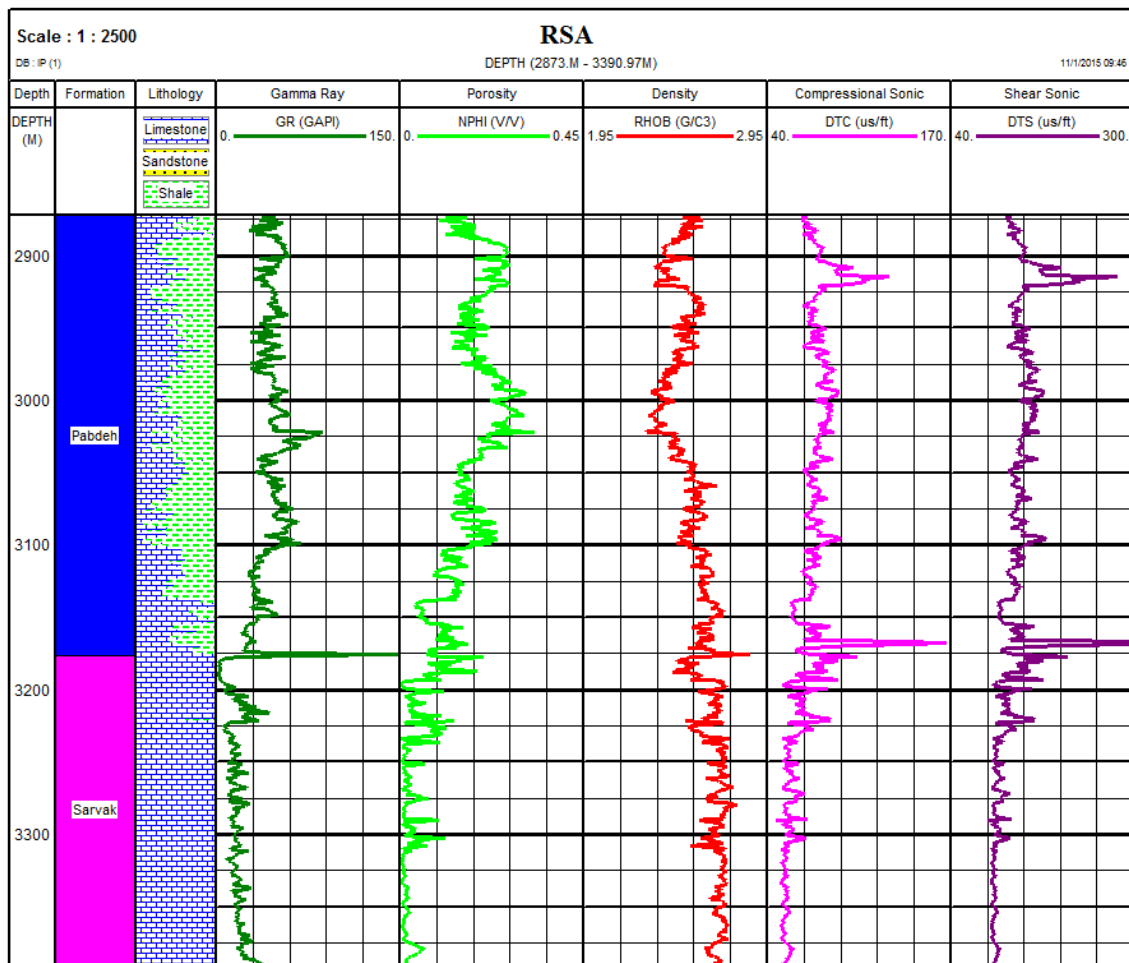 RSA
Scale : 1 : 2500
DB : IP (1)
DEPTH (2873.M - 3390.97M)
11/1/2015 09:46
Depth Formation Lithology Gamma Ray Porosity Density Compressional Sonic Shear Sonic
DEPTH (M)
Limestone
Sandstone
Shale
GR (GAPI)
0. 150.
NPHI (V/V)
0. 0.45
RHOB (G/C3)
1.95 2.95
DTC (us/ft)
40. 170.
DTS (us/ft)
40. 300.
2900
3000
Pabdeh
3100
3200
Sarvak
3300